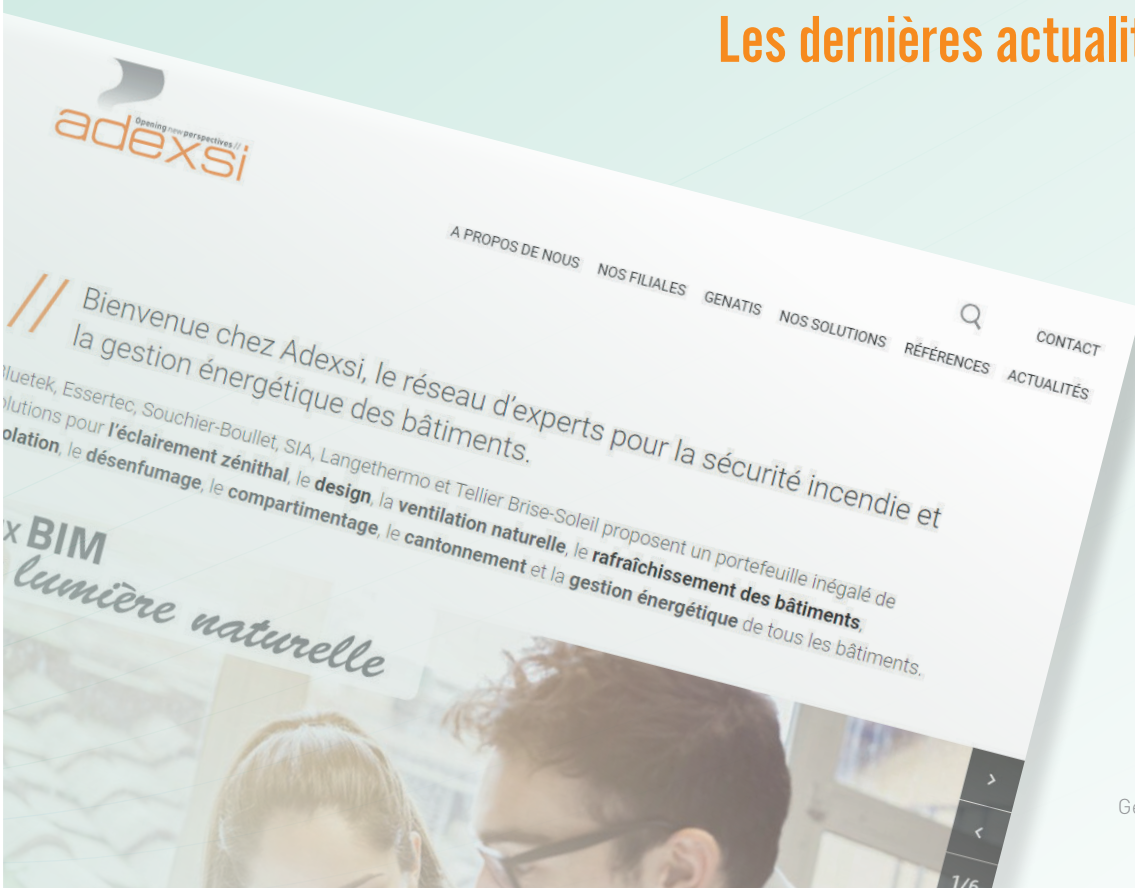 Les dernières actualit
Opening new perspectives //
adexsi
A PROPOS DE NOUS NOS FILIALES GENATIS NOS SOLUTIONS RÉFÉRENCES ACTUALITÉS
CONTACT
// Bienvenue chez Adexsi, le réseau d'experts pour la sécurité incendie et
la gestion énergétique des bâtiments.
luetek, Essertec, Souchier-Boullet, SIA, Langethermo et Tellier Brise-Soleil proposent un portefeuille inégalé de
olutions pour l'éclairement zénithal, le design, la ventilation naturelle, le rafraîchissement des bâtiments,
olation, le désenfumage, le compartimentage, le cantonnement et la gestion énergétique de tous les bâtiments.
x BIM
lumière naturelle
>
<
1/6
Ge